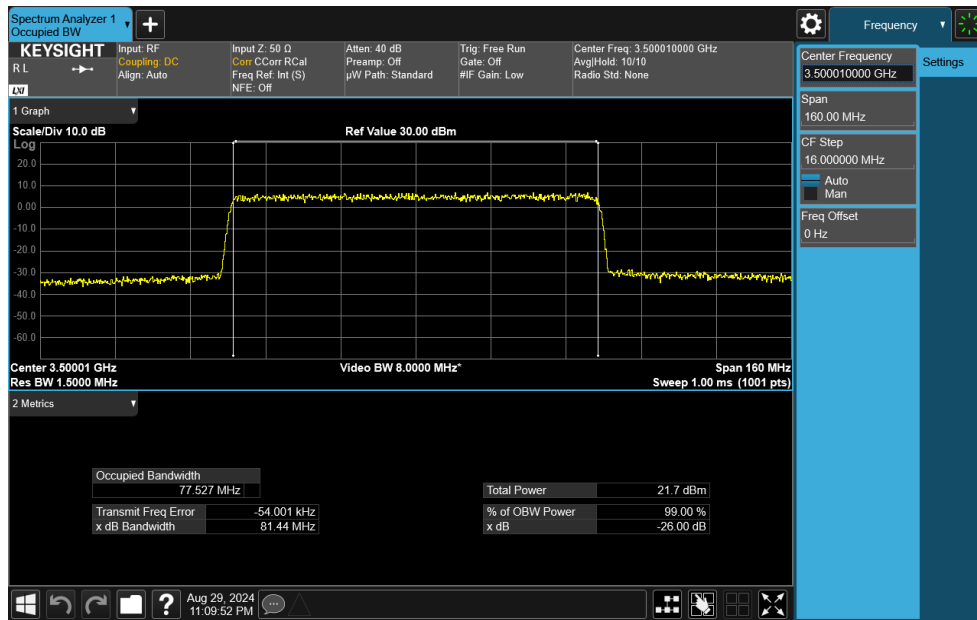 Spectrum Analyzer 1
Occupied BW
Frequency
KEYSIGHT
R L
LXI
Input: RF
Coupling: DC
Align: Auto
Input Z: 50 Ω
Corr CCorr RCal
Freq Ref: Int (S)
NFE: Off
Atten: 40 dB
Preamp: Off
µW Path: Standard
Trig: Free Run
Gate: Off
#IF Gain: Low
Center Freq: 3.500010000 GHz
Avg|Hold: 10/10
Radio Std: None
Center Frequency
3.500010000 GHz
Settings
Span
160.00 MHz
CF Step
16.000000 MHz
Auto
Man
Freq Offset
0 Hz
1 Graph
Scale/Div 10.0 dB
Ref Value 30.00 dBm
Log
20.0
10.0
0.00
-10.0
-20.0
-30.0
-40.0
-50.0
-60.0
Center 3.50001 GHz
Video BW 8.0000 MHz*
Span 160 MHz
Res BW 1.5000 MHz
Sweep 1.00 ms (1001 pts)
2 Metrics
Occupied Bandwidth
77.527 MHz
Total Power 21.7 dBm
Transmit Freq Error -54.001 kHz
% of OBW Power 99.00 %
x dB Bandwidth 81.44 MHz
x dB -26.00 dB
?
Aug 29, 2024
11:09:52 PM